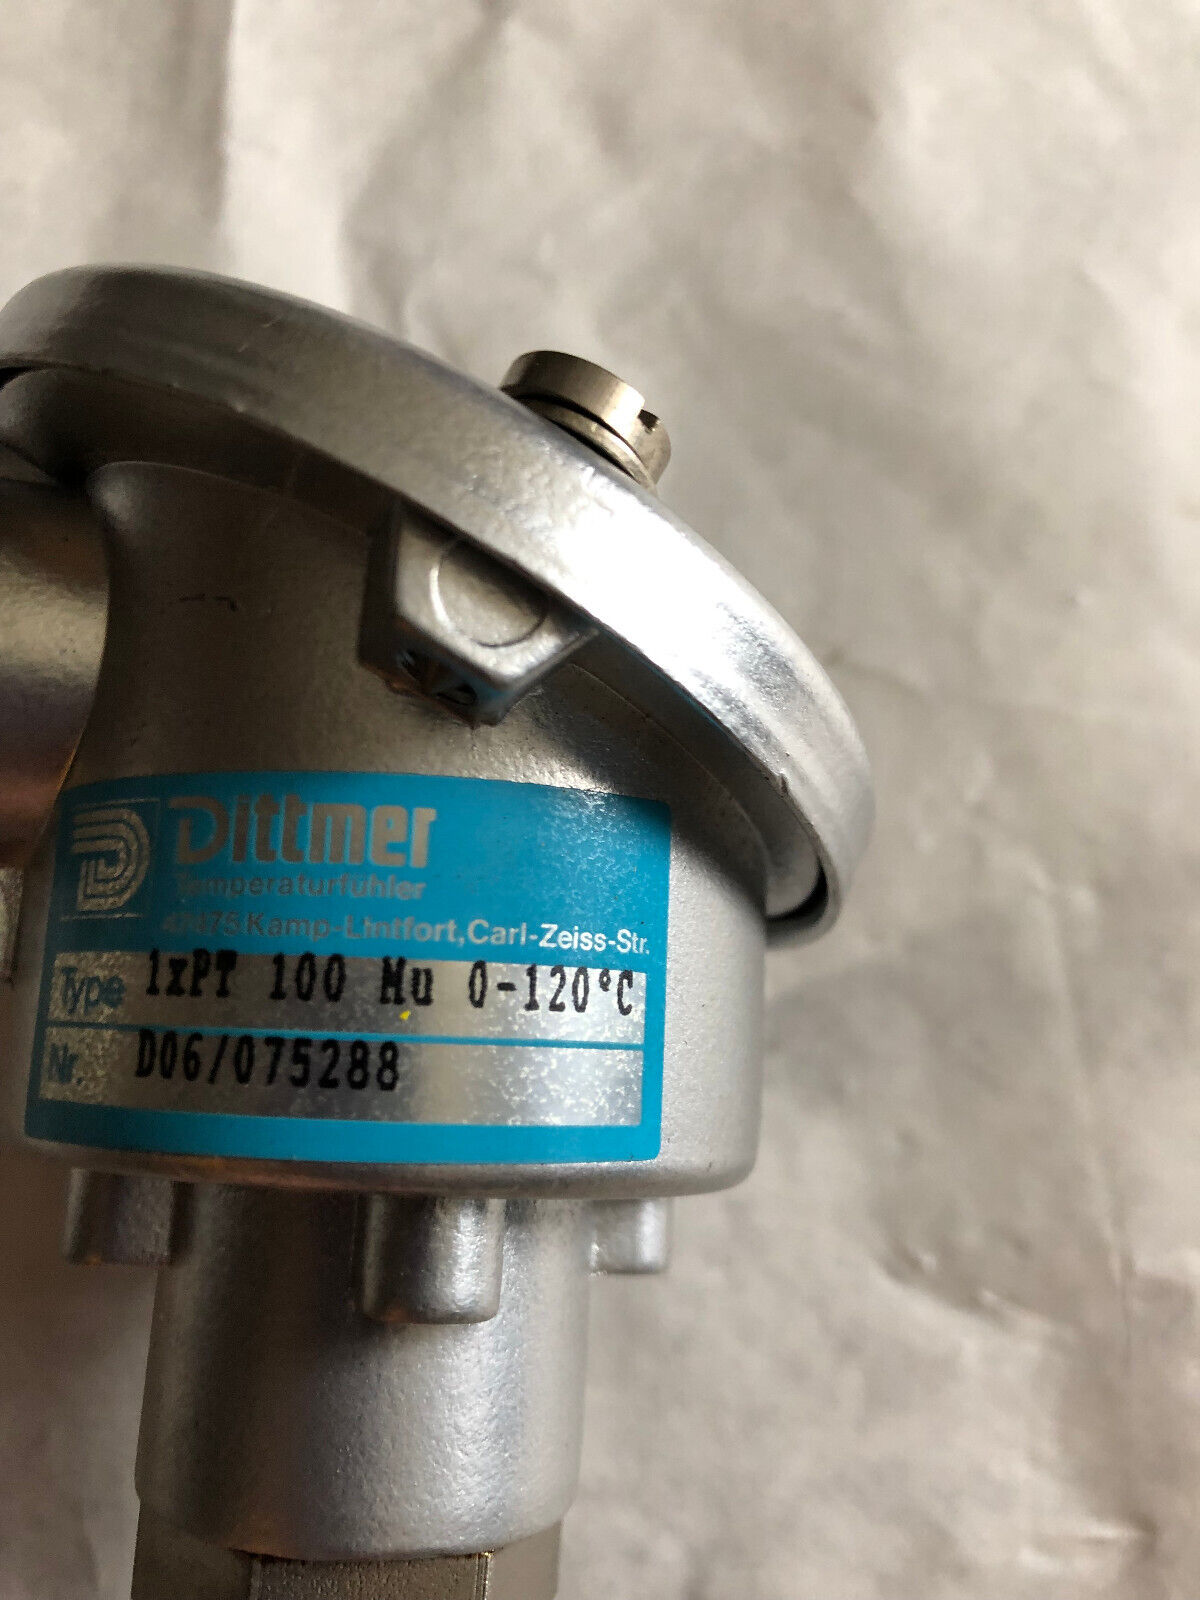 Dittmer
Temperaturfühler
47475 Kamp-Lintfort, Carl-Zeiss-Str.
Type 1xPT 100 Mu 0-120°C
Nr. D06/075288